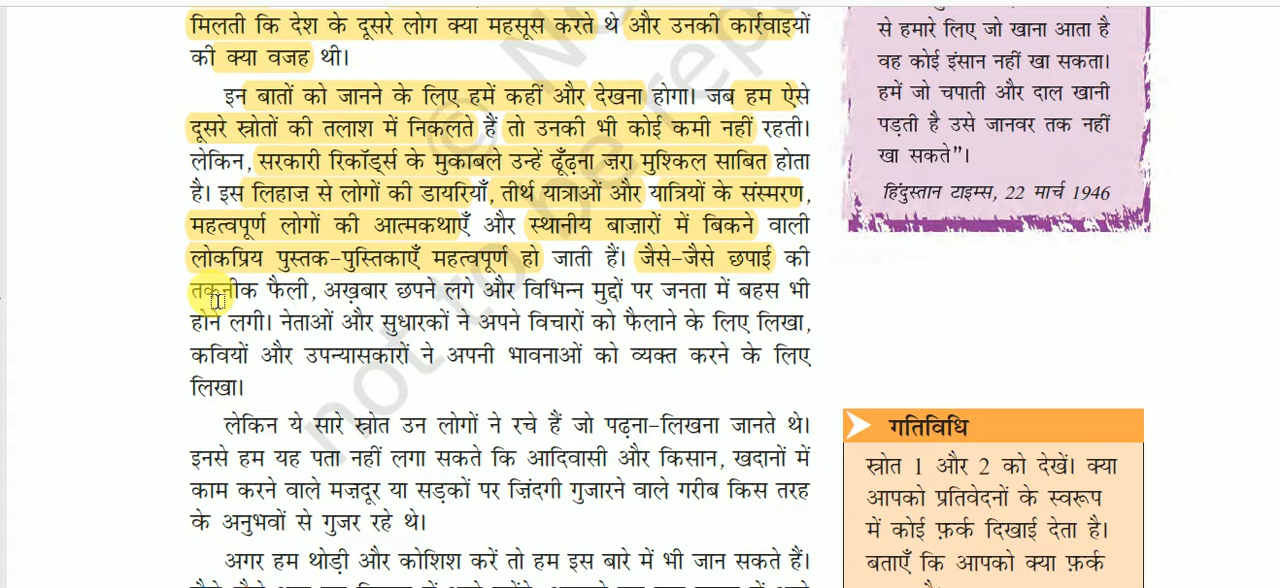 मिलती कि देश के दूसरे लोग क्या महसूस करते थे और उनकी कार्रवाइयों
की क्या वजह थी।
इन बातों को जानने के लिए हमें कहीं और देखना होगा। जब हम ऐसे
दूसरे स्रोतों की तलाश में निकलते हैं तो उनकी भी कोई कमी नहीं रहती।
लेकिन, सरकारी रिकॉर्ड्स के मुकाबले उन्हें ढूँढ़ना ज़रा मुश्किल साबित होता
है। इस लिहाज़ से लोगों की डायरियाँ, तीर्थ यात्राओं और यात्रियों के संस्मरण,
महत्वपूर्ण लोगों की आत्मकथाएँ और स्थानीय बाज़ारों में बिकने वाली
लोकप्रिय पुस्तक-पुस्तिकाएँ महत्वपूर्ण हो जाती हैं। जैसे-जैसे छपाई की
तकनीक फैली, अख़बार छपने लगे और विभिन्न मुद्दों पर जनता में बहस भी
होने लगी। नेताओं और सुधारकों ने अपने विचारों को फैलाने के लिए लिखा,
कवियों और उपन्यासकारों ने अपनी भावनाओं को व्यक्त करने के लिए
लिखा।
लेकिन ये सारे स्रोत उन लोगों ने रचे हैं जो पढ़ना-लिखना जानते थे।
इनसे हम यह पता नहीं लगा सकते कि आदिवासी और किसान, खदानों में
काम करने वाले मज़दूर या सड़कों पर ज़िंदगी गुजारने वाले गरीब किस तरह
के अनुभवों से गुजर रहे थे।
अगर हम थोड़ी और कोशिश करें तो हम इस बारे में भी जान सकते हैं।
से हमारे लिए जो खाना आता है
वह कोई इंसान नहीं खा सकता।
हमें जो चपाती और दाल खानी
पड़ती है उसे जानवर तक नहीं
खा सकते”।
हिंदुस्तान टाइम्स, 22 मार्च 1946
गतिविधि
स्रोत 1 और 2 को देखें। क्या
आपको प्रतिवेदनों के स्वरूप
में कोई फ़र्क दिखाई देता है।
बताएँ कि आपको क्या फ़र्क
not to be